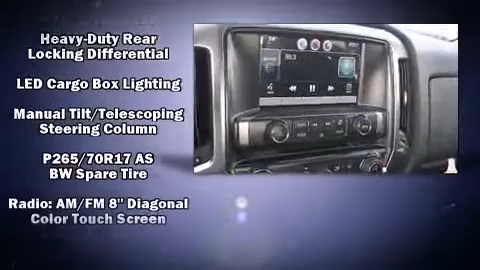 Heavy-Duty Rear
Locking Differential
LED Cargo Box Lighting
Manual Tilt/Telescoping
Steering Column
P265/70R17 AS
BW Spare Tire
Radio: AM/FM 8" Diagonal
Color Touch Screen